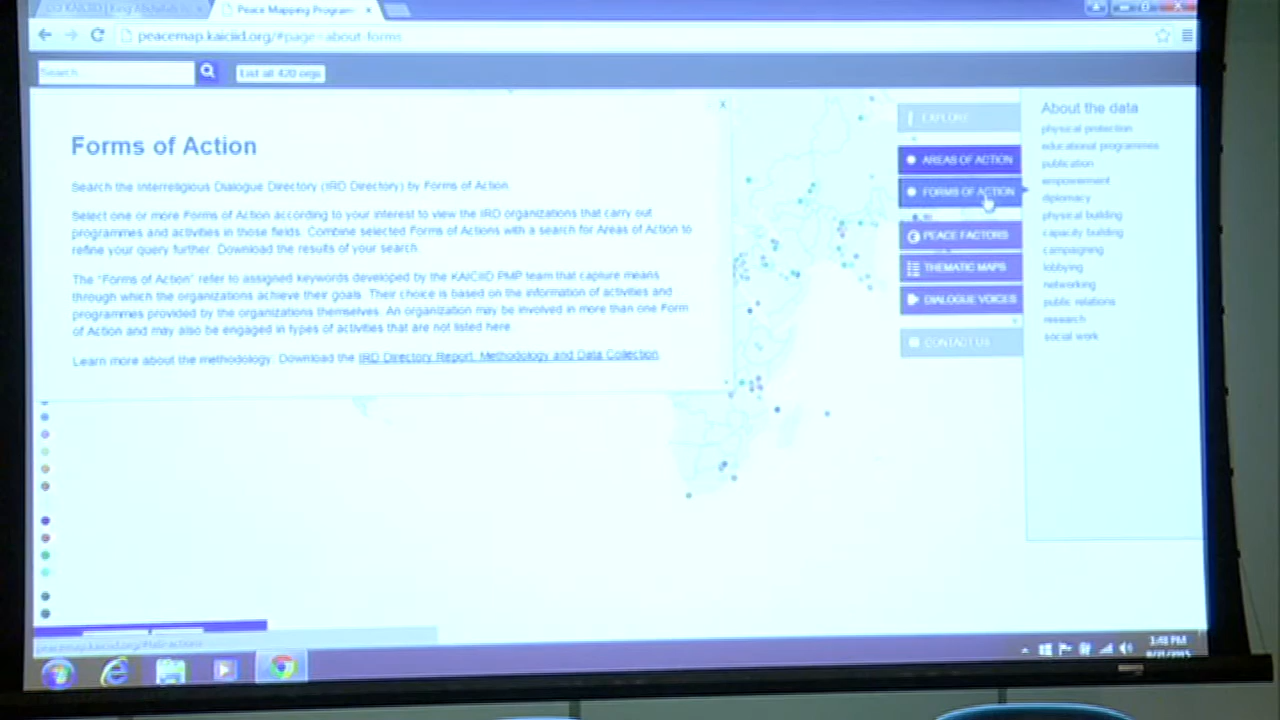 Peace Mapping Program
peacemap.kaiciid.org/#page=about-forms
Search
List all 420 orgs
Forms of Action
Search the Interreligious Dialogue Directory (IRD Directory) by Forms of Action
Select one or more Forms of Action according to your interest to view the IRD organizations that carry out
programmes and activities in those fields. Combine selected Forms of Actions with a search for Areas of Action to
refine your query further. Download the results of your search
The "Forms of Action" refer to assigned keywords developed by the KAICIID PMP team that capture means
through which the organizations achieve their goals. Their choice is based on the information of activities and
programmes provided by the organizations themselves. An organization may be involved in more than one Form
of Action and may also be engaged in types of activities that are not listed here.
Learn more about the methodology: Download the IRD Directory Report: Methodology and Data Collection
x
EXPLORE
AREAS OF ACTION
FORMS OF ACTION
PEACE FACTORS
THEMATIC MAPS
DIALOGUE VOICES
CONTACT US
About the data
physical protection
educational programmes
publication
empowerment
diplomacy
physical building
capacity building
campaigning
lobbying
networking
public relations
research
social work
3:48 PM